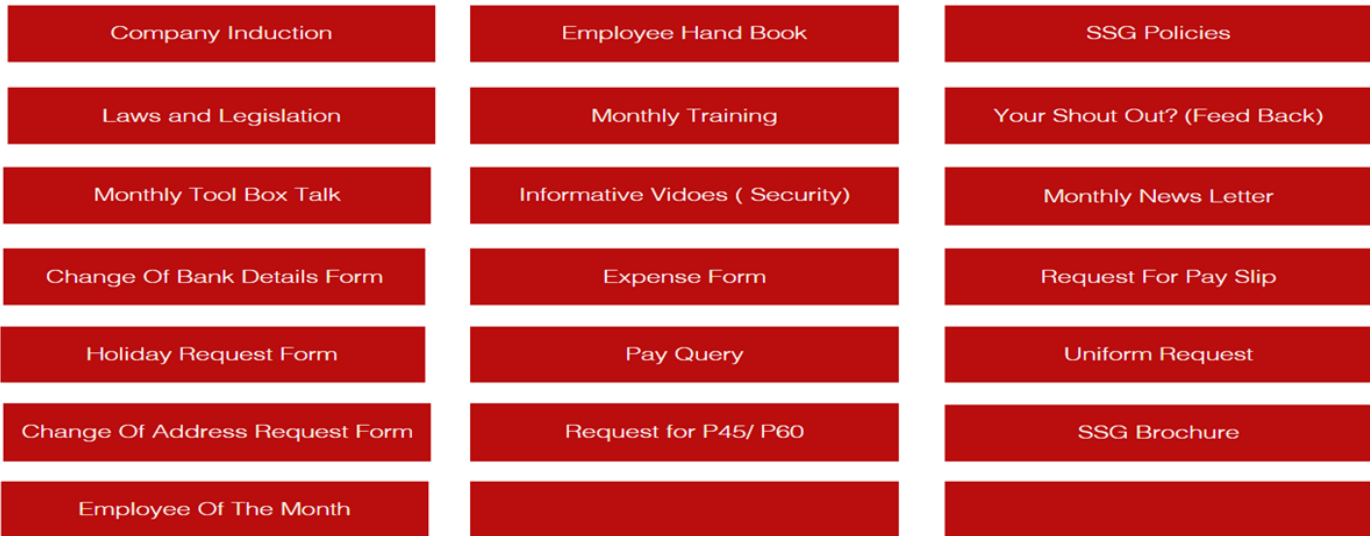 Company Induction
Employee Hand Book
SSG Policies
Laws and Legislation
Monthly Training
Your Shout Out? (Feed Back)
Monthly Tool Box Talk
Informative Vidoes ( Security)
Monthly News Letter
Change Of Bank Details Form
Expense Form
Request For Pay Slip
Holiday Request Form
Pay Query
Uniform Request
Change Of Address Request Form
Request for P45/ P60
SSG Brochure
Employee Of The Month